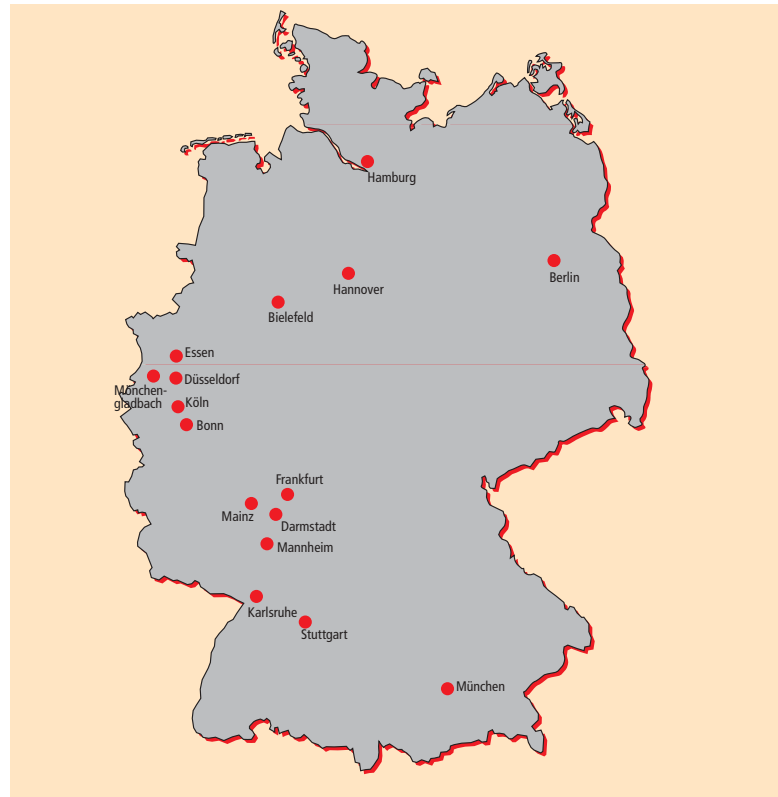 Hamburg
Berlin
Hannover
Bielefeld
Essen
Düsseldorf
Mönchen-
gladbach
Köln
Bonn
Frankfurt
Mainz
Darmstadt
Mannheim
Karlsruhe
Stuttgart
München